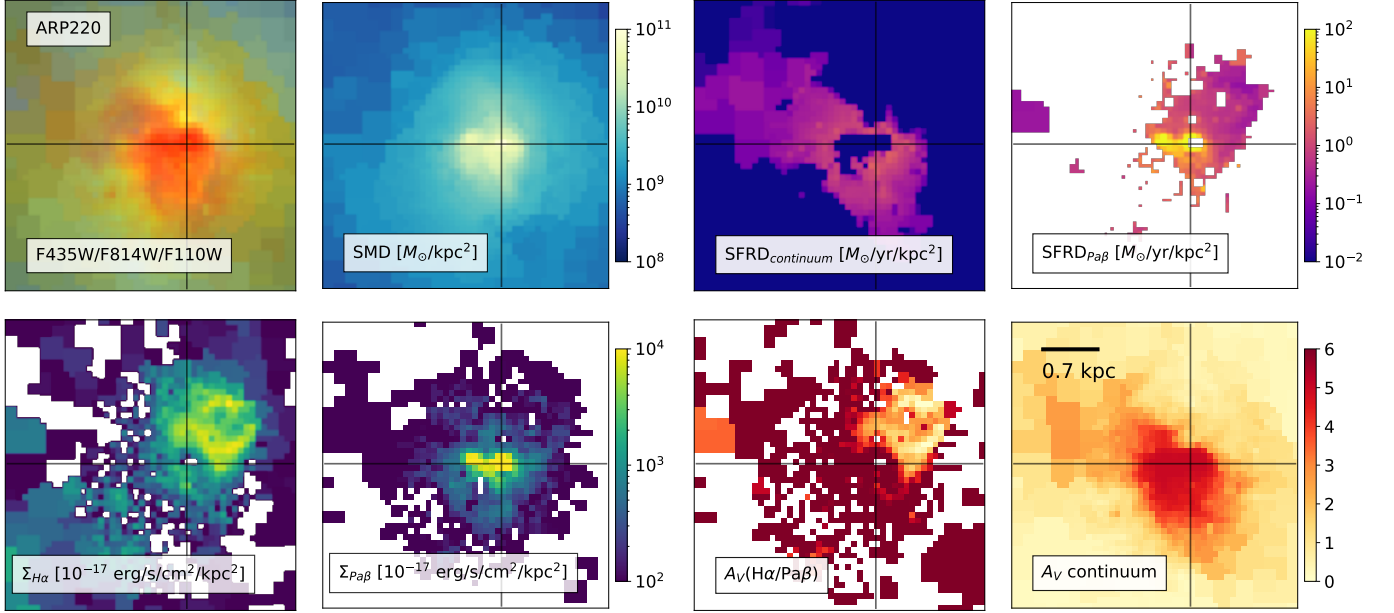 ARP220
F435W/F814W/F110W
SMD [M⊙/kpc²]
10¹¹
10¹⁰
10⁹
10⁸
SFRD_continuum [M⊙/yr/kpc²]
SFRD_Paβ [M⊙/yr/kpc²]
10²
10¹
10⁰
10⁻¹
10⁻²
Σ_Hα [10⁻¹⁷ erg/s/cm²/kpc²]
Σ_Paβ [10⁻¹⁷ erg/s/cm²/kpc²]
10⁴
10³
10²
A_V(Hα/Paβ)
0.7 kpc
A_V continuum
6
5
4
3
2
1
0